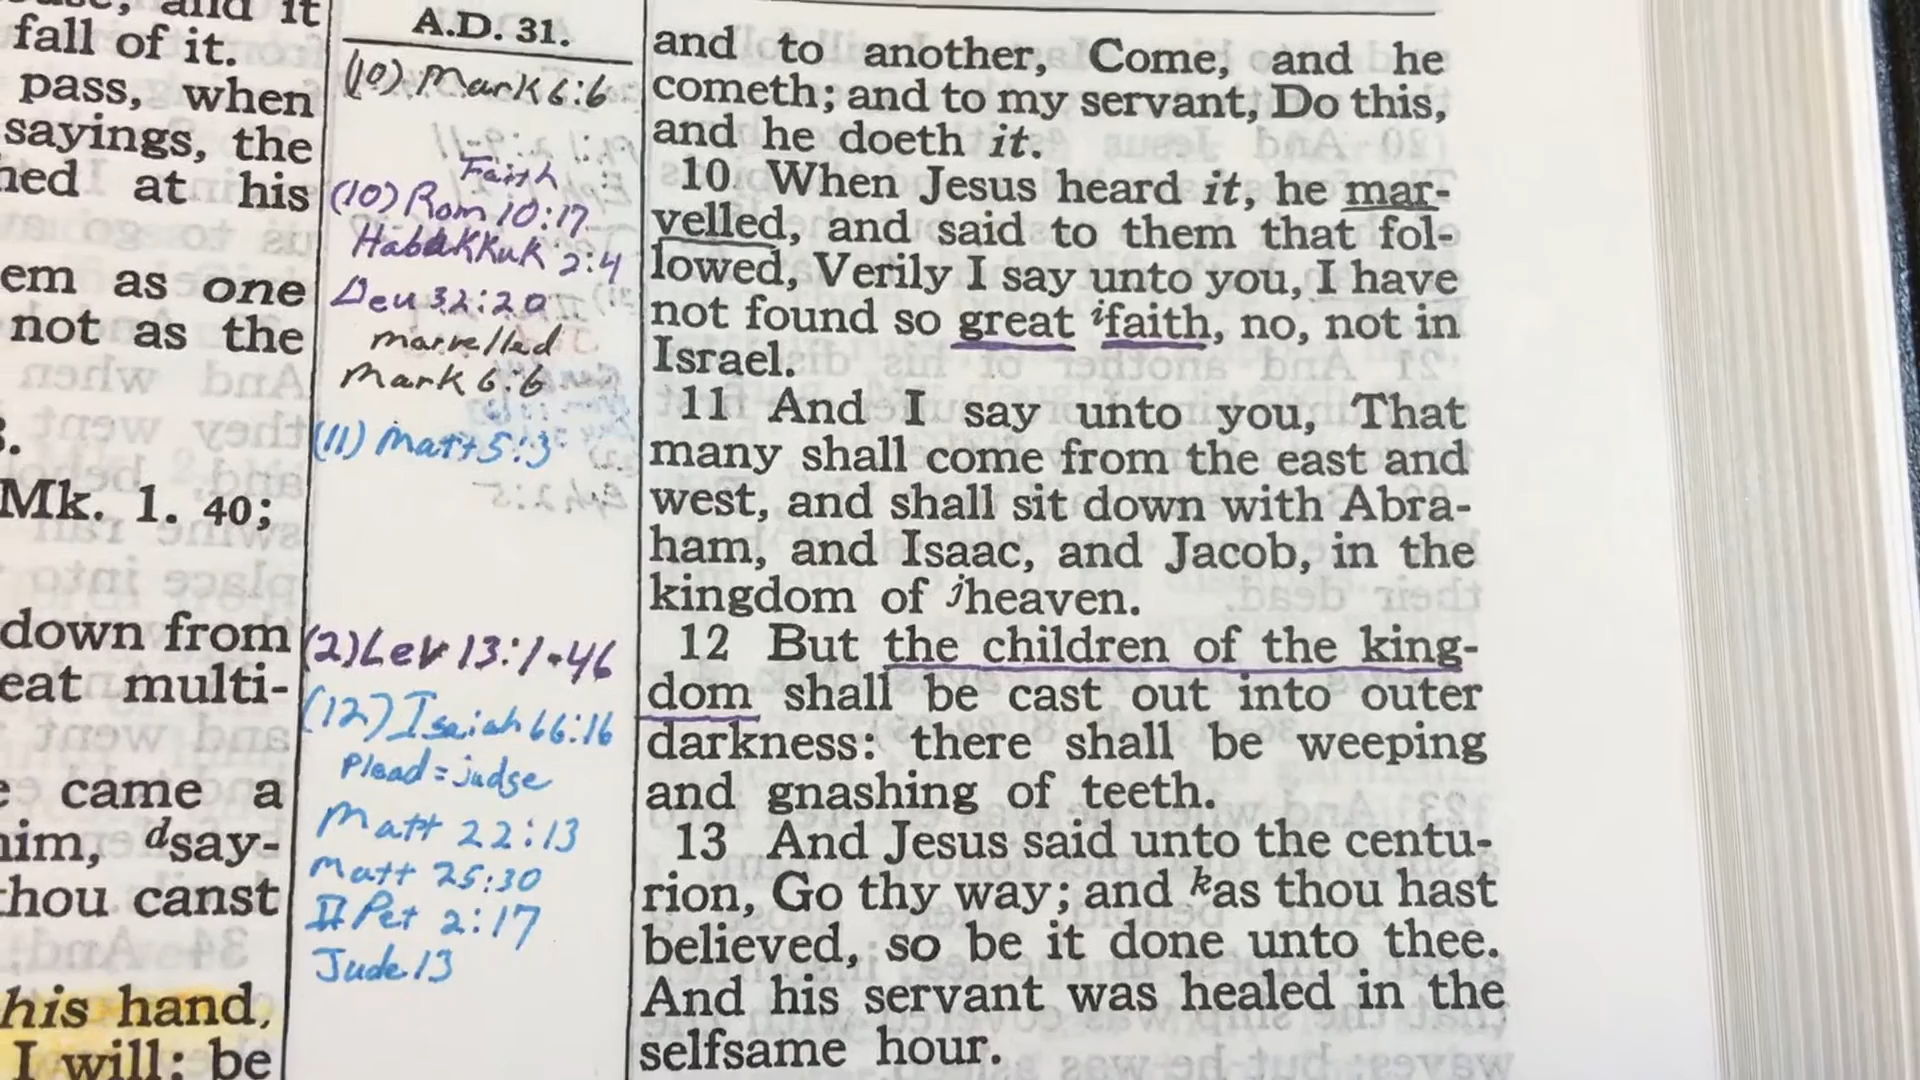 and it
fall of it.
pass, when
sayings, the
at his
em as one
not as the
Mk. 1. 40;
down from
eat multi-
came a
him, dsay-
thou canst
his hand,
I will; be
A.D. 31.
(10) Mark 6:6
Faith
(10) Rom 10:17
Habakkuk 2:4
Deu 32:20
marvelled
Mark 6:6
(11) Matt 5:3
(2) Lev 13:1-46
(12) Isaiah 66:16
Plead = judge
Matt 22:13
Matt 25:30
II Pet 2:17
Jude 13
and to another, Come, and he
cometh; and to my servant, Do this,
and he doeth it.
10 When Jesus heard it, he mar-
velled, and said to them that fol-
lowed, Verily I say unto you, I have
not found so great ifaith, no, not in
Israel.
11 And I say unto you, That
many shall come from the east and
west, and shall sit down with Abra-
ham, and Isaac, and Jacob, in the
kingdom of jheaven.
12 But the children of the king-
dom shall be cast out into outer
darkness: there shall be weeping
and gnashing of teeth.
13 And Jesus said unto the centu-
rion, Go thy way; and kas thou hast
believed, so be it done unto thee.
And his servant was healed in the
selfsame hour.